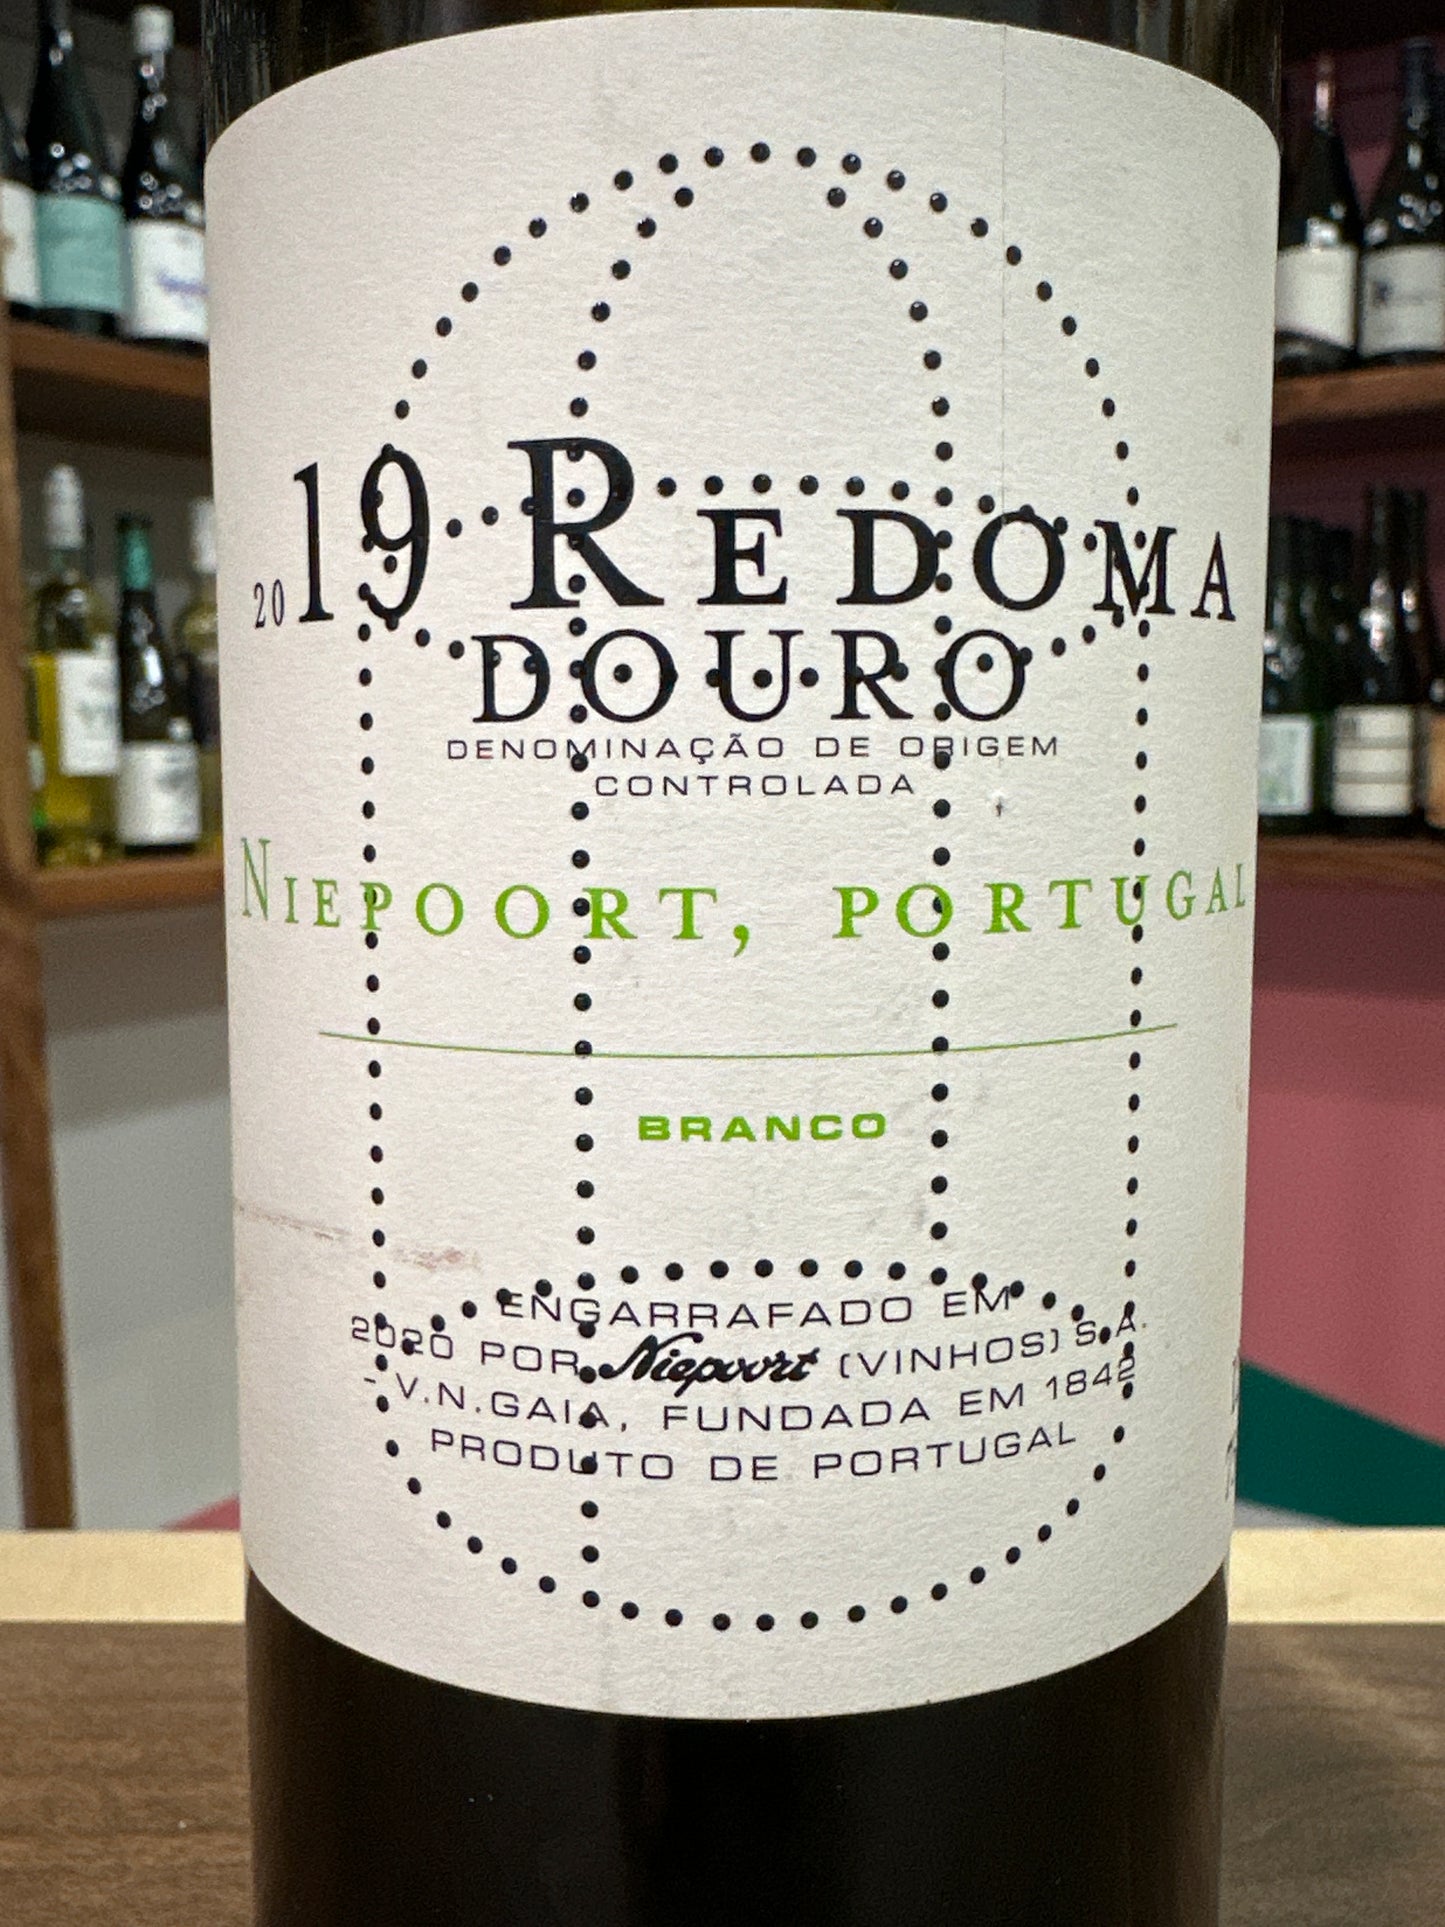 2019 REDOMA
DOURO
DENOMINAÇÃO DE ORIGEM
CONTROLADA
NIEPOORT, PORTUGAL
BRANCO
ENGARRAFADO EM
2020 POR Niepoort (VINHOS) S.A.
- V.N.GAIA, FUNDADA EM 1842
PRODUTO DE PORTUGAL